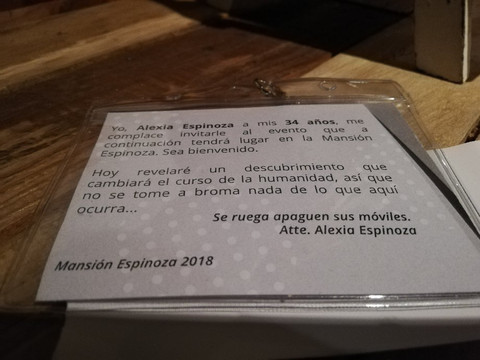 Yo, Alexia Espinoza a mis 34 años, me
complace invitarle al evento que a
continuación tendrá lugar en la Mansión
Espinoza. Sea bienvenido.
Hoy revelaré un descubrimiento que
cambiará el curso de la humanidad, así que
no se tome a broma nada de lo que aquí
ocurra...
Se ruega apaguen sus móviles.
Atte. Alexia Espinoza
Mansión Espinoza 2018